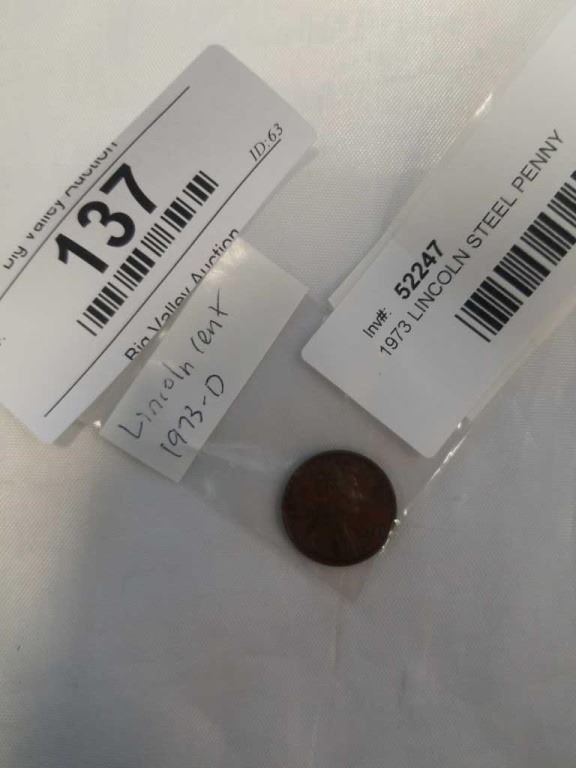 Big Valley Auction
137
ID:63
Big Valley Auction
Lincoln Cent
1973-D
Inv#: 52247
1973 LINCOLN STEEL PENNY